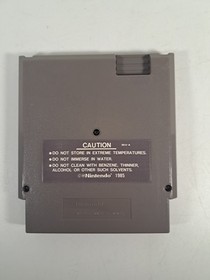 CAUTION
●DO NOT STORE IN EXTREME TEMPERATURES.
●DO NOT IMMERSE IN WATER.
●DO NOT CLEAN WITH BENZENE, THINNER,
ALCOHOL OR OTHER SUCH SOLVENTS.
©Nintendo 1985